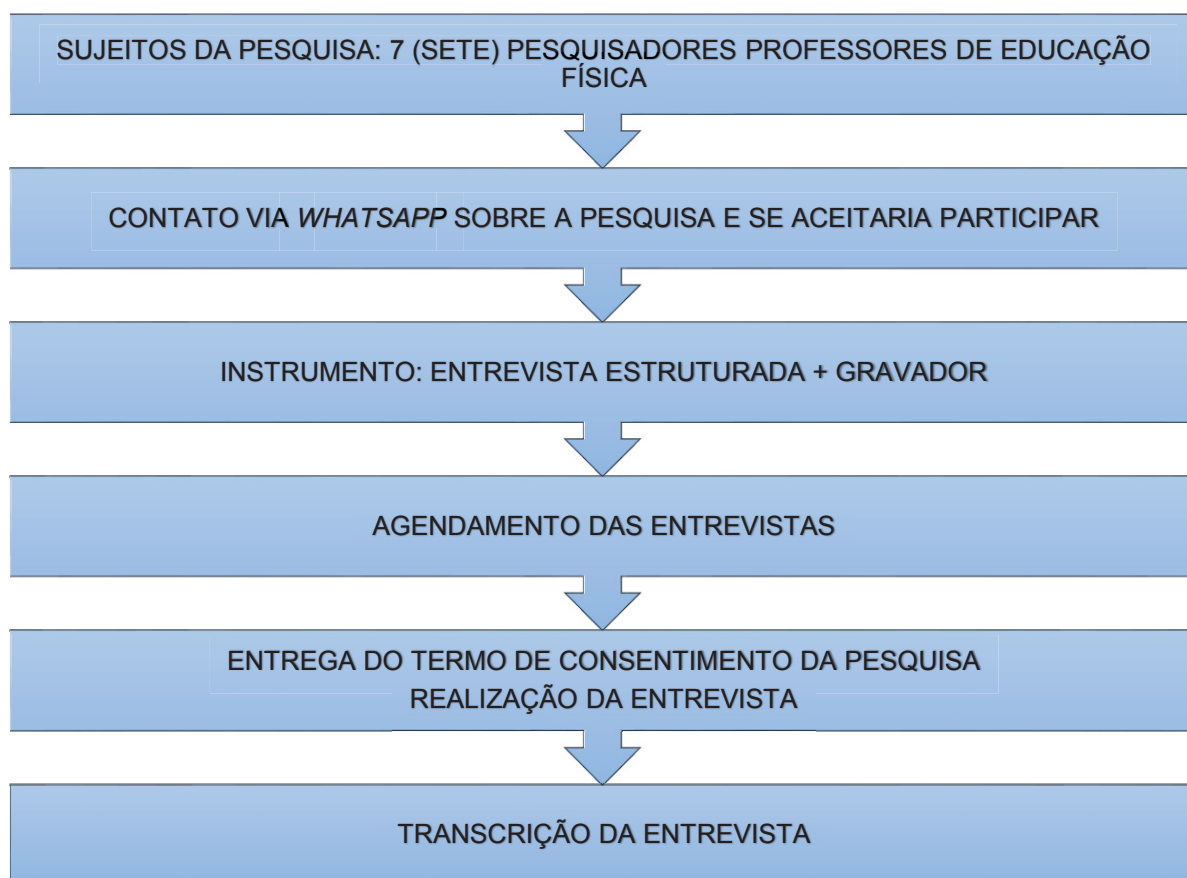 SUJEITOS DA PESQUISA: 7 (SETE) PESQUISADORES PROFESSORES DE EDUCAÇÃO
FÍSICA
CONTATO VIA WHATSAPP SOBRE A PESQUISA E SE ACEITARIA PARTICIPAR
INSTRUMENTO: ENTREVISTA ESTRUTURADA + GRAVADOR
AGENDAMENTO DAS ENTREVISTAS
ENTREGA DO TERMO DE CONSENTIMENTO DA PESQUISA
REALIZAÇÃO DA ENTREVISTA
TRANSCRIÇÃO DA ENTREVISTA